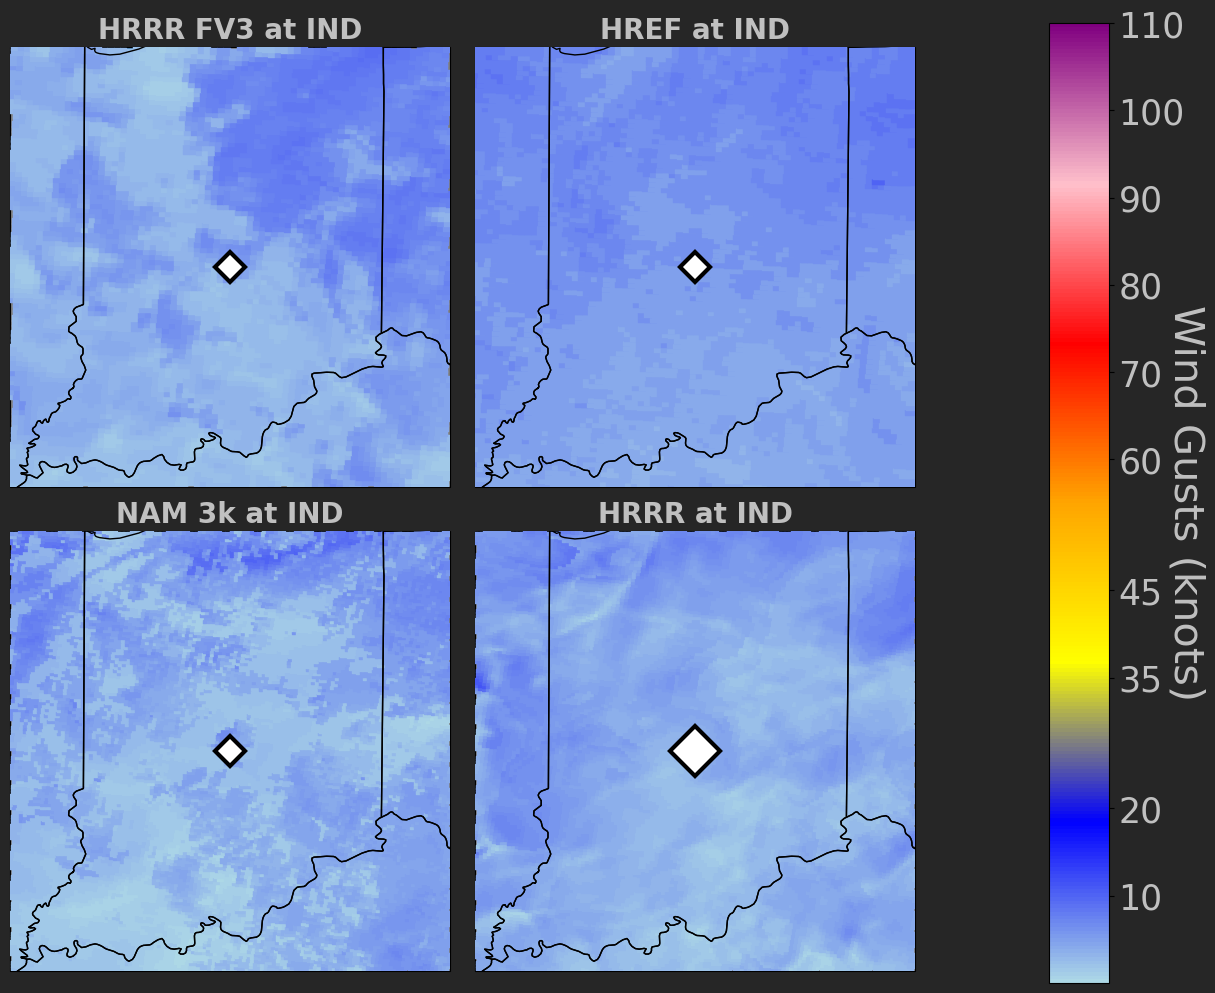 HRRR FV3 at IND
HREF at IND
NAM 3k at IND
HRRR at IND
110
100
90
80
70
60
45
35
20
10
Wind Gusts (knots)